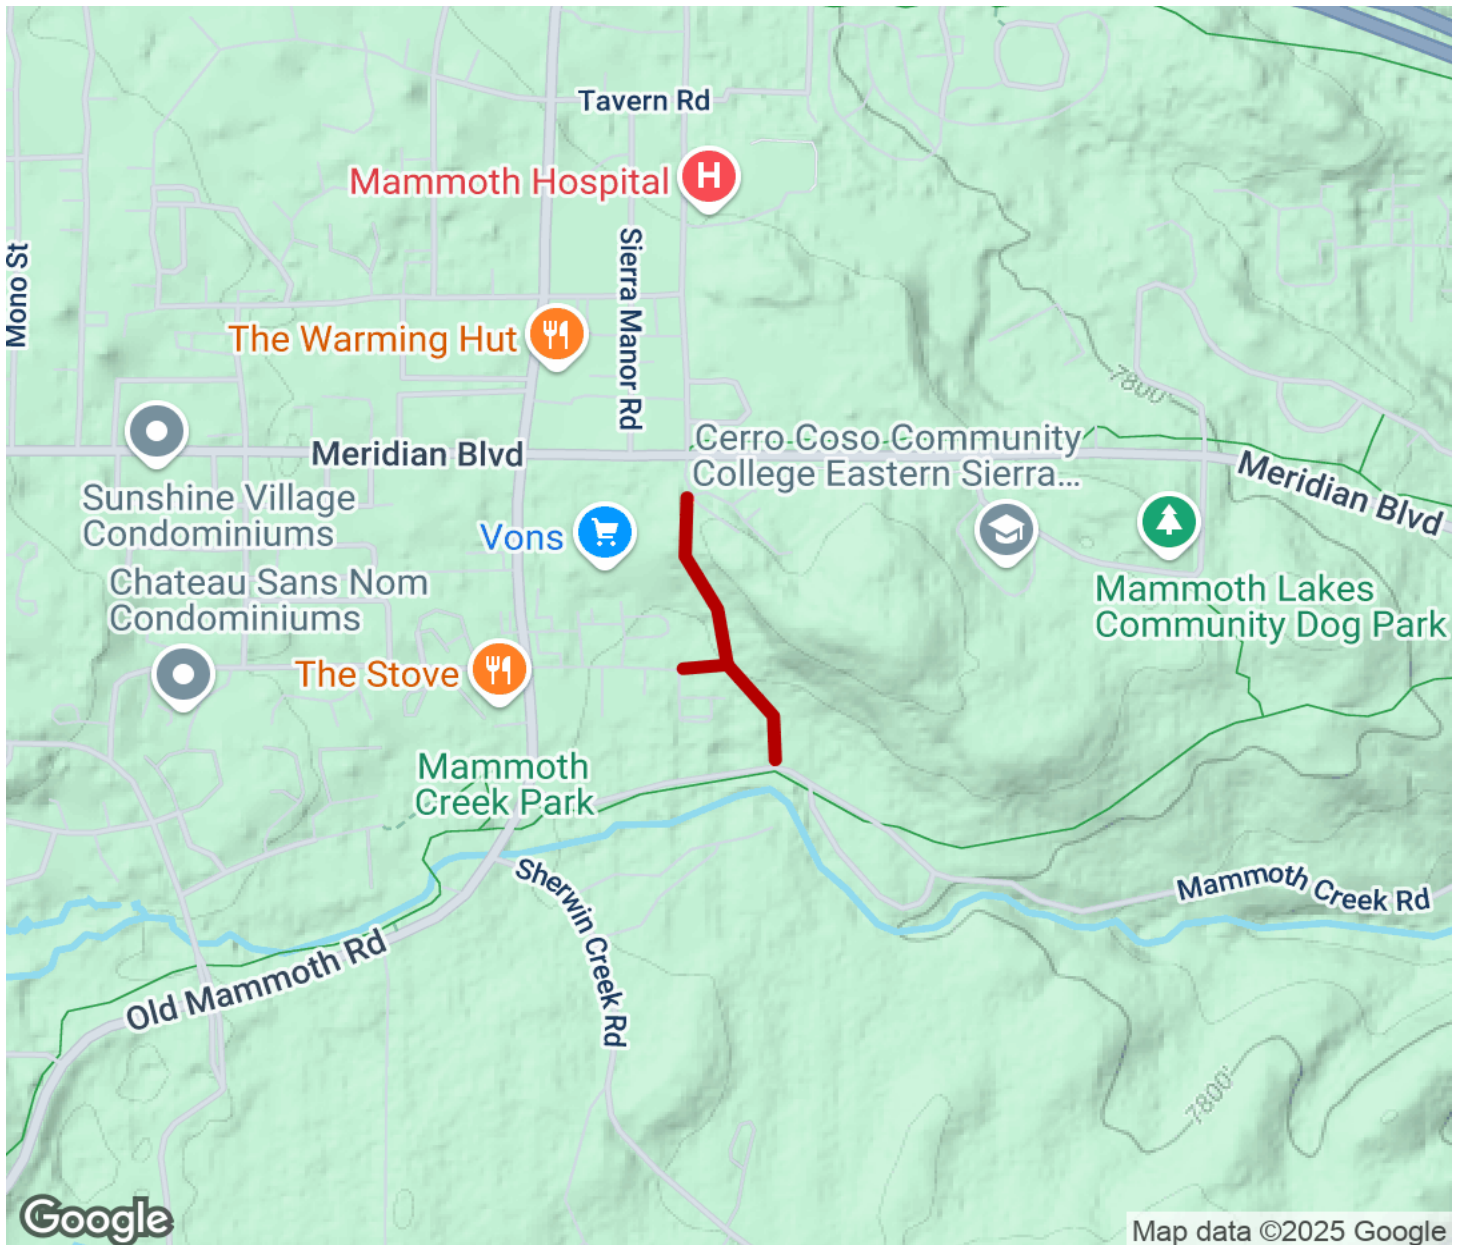 Tavern Rd
Mammoth Hospital
H
Mono St
Sierra Manor Rd
The Warming Hut
7800'
Meridian Blvd
Cerro Coso Community
College Eastern Sierra...
Meridian Blvd
Sunshine Village
Condominiums
Vons
Chateau Sans Nom
Condominiums
Mammoth Lakes
Community Dog Park
The Stove
Mammoth
Creek Park
Sherwin Creek Rd
Mammoth Creek Rd
Old Mammoth Rd
7800'
Google
Map data ©2025 Google